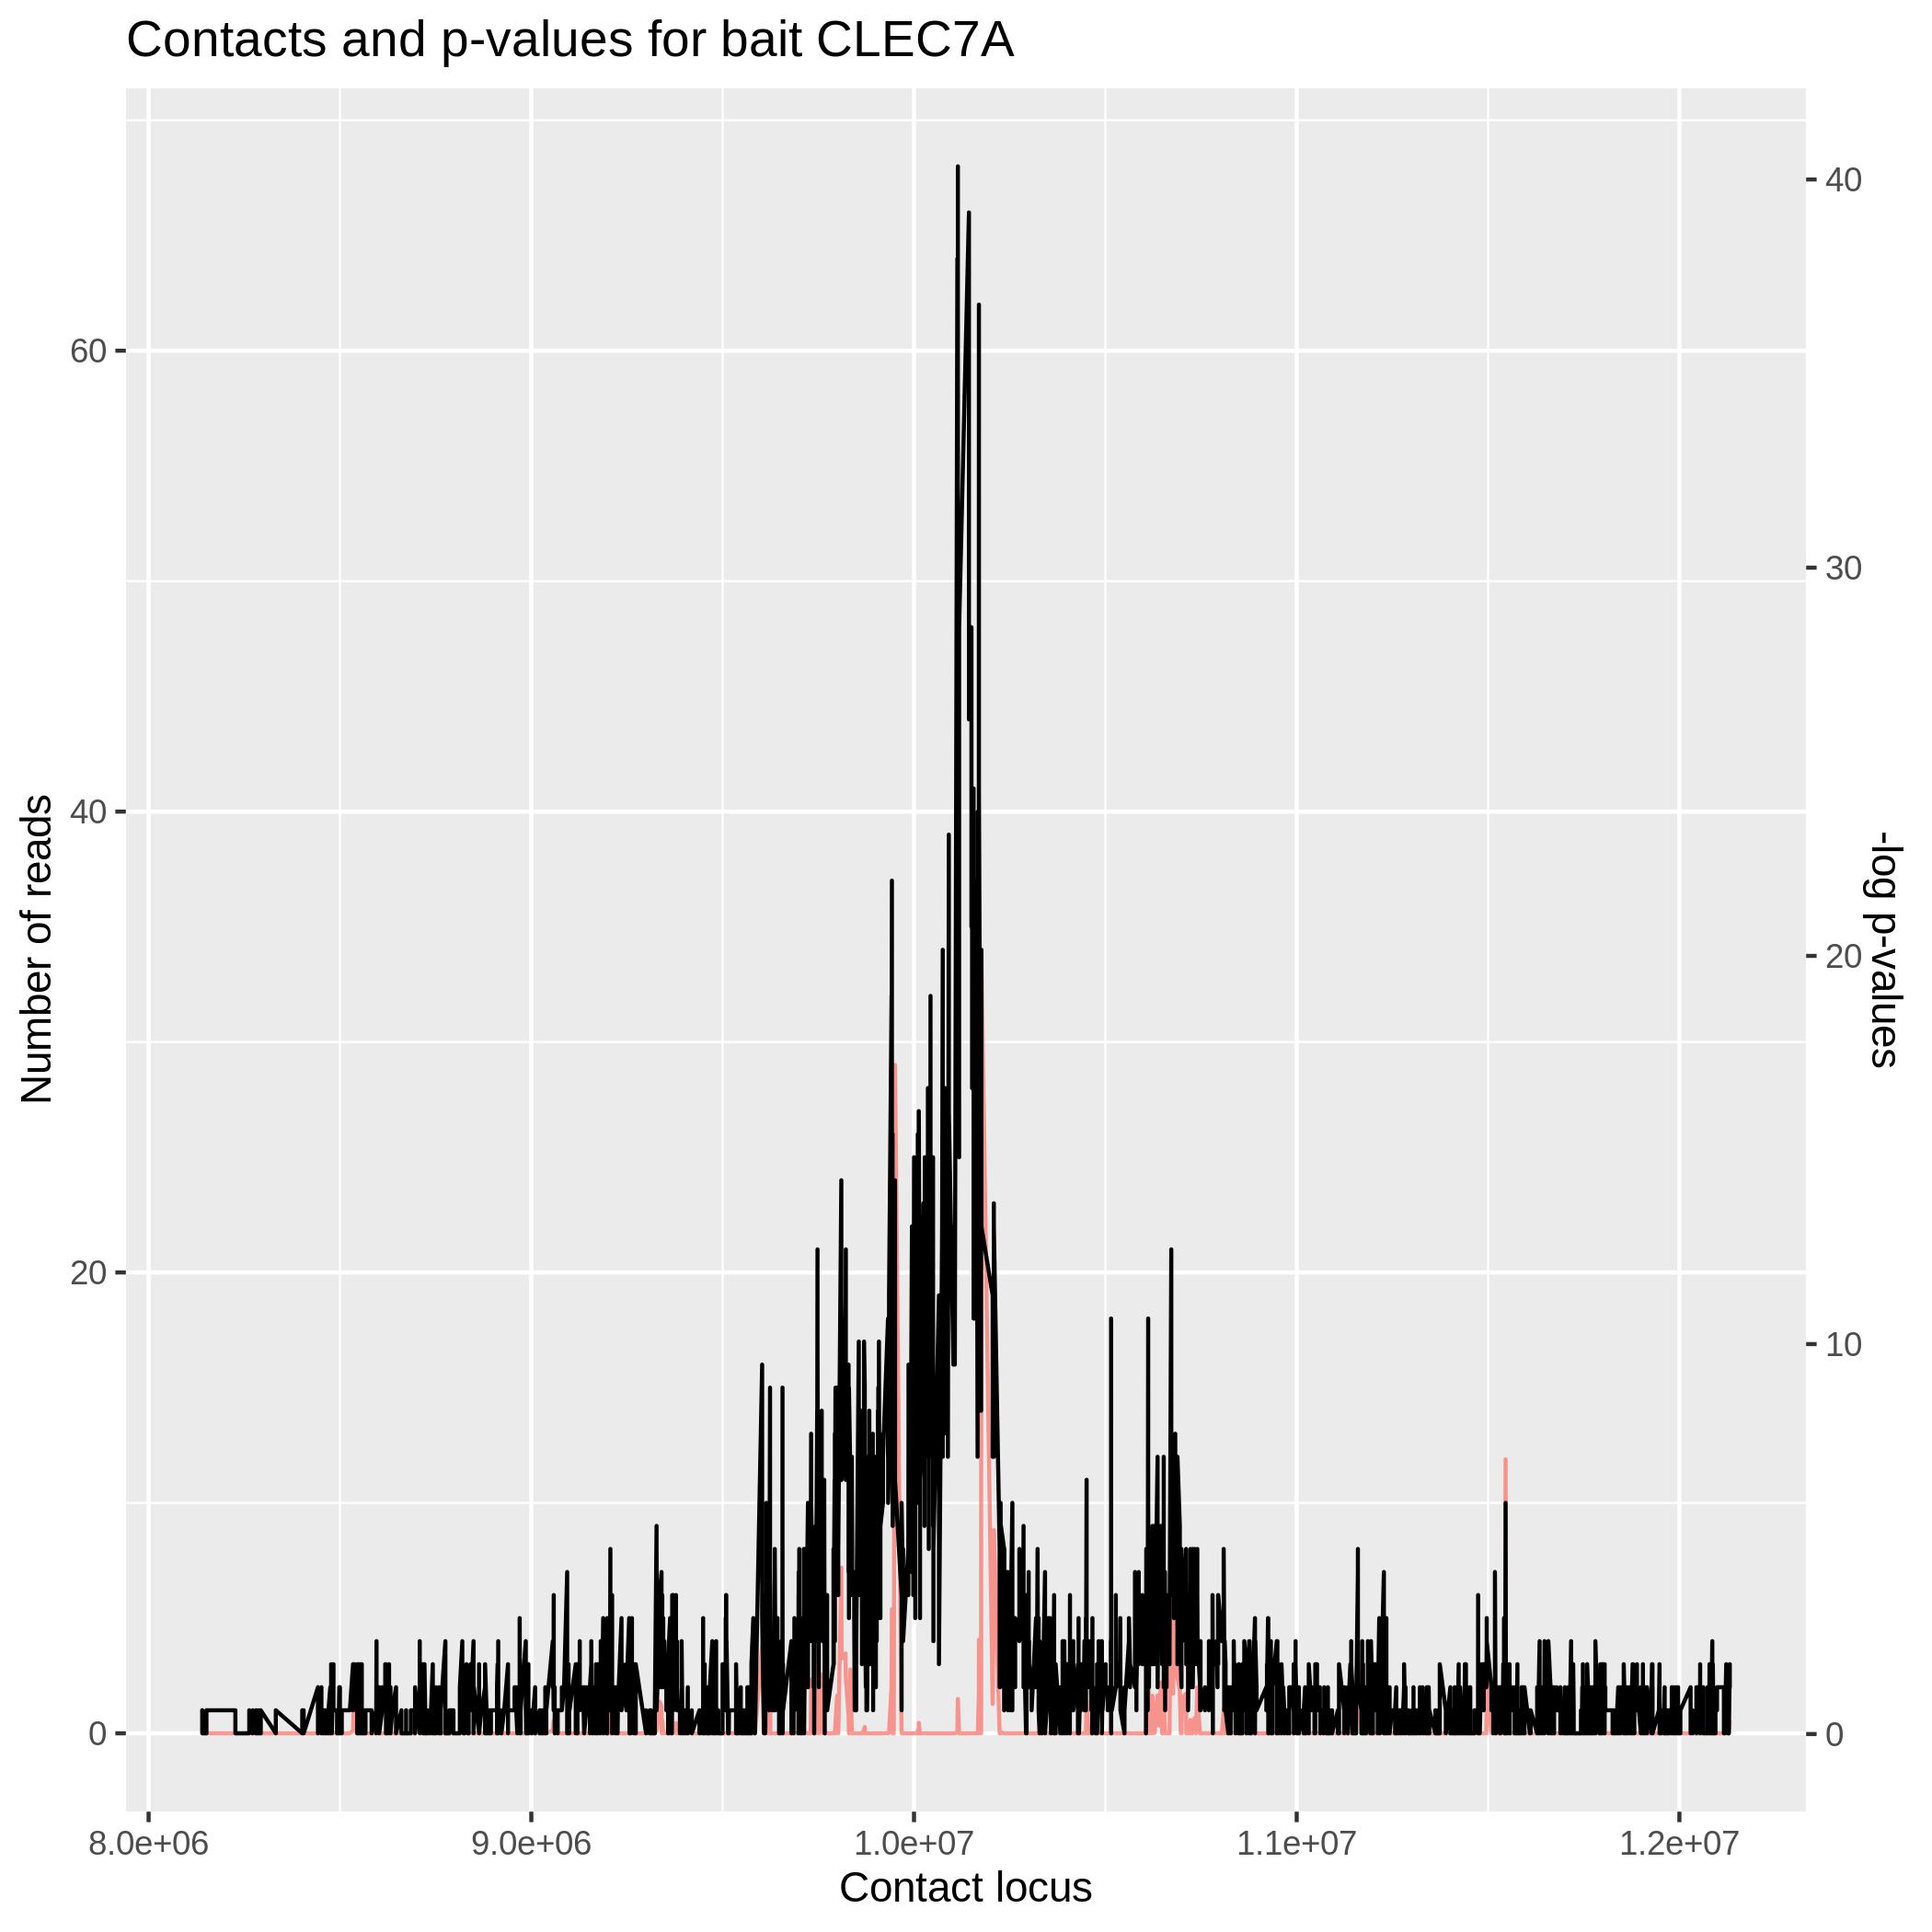 Contacts and p-values for bait CLEC7A
Number of reads
60
40
20
0
40
30
20
10
0
-log p-values
8.0e+06 9.0e+06 1.0e+07 1.1e+07 1.2e+07
Contact locus